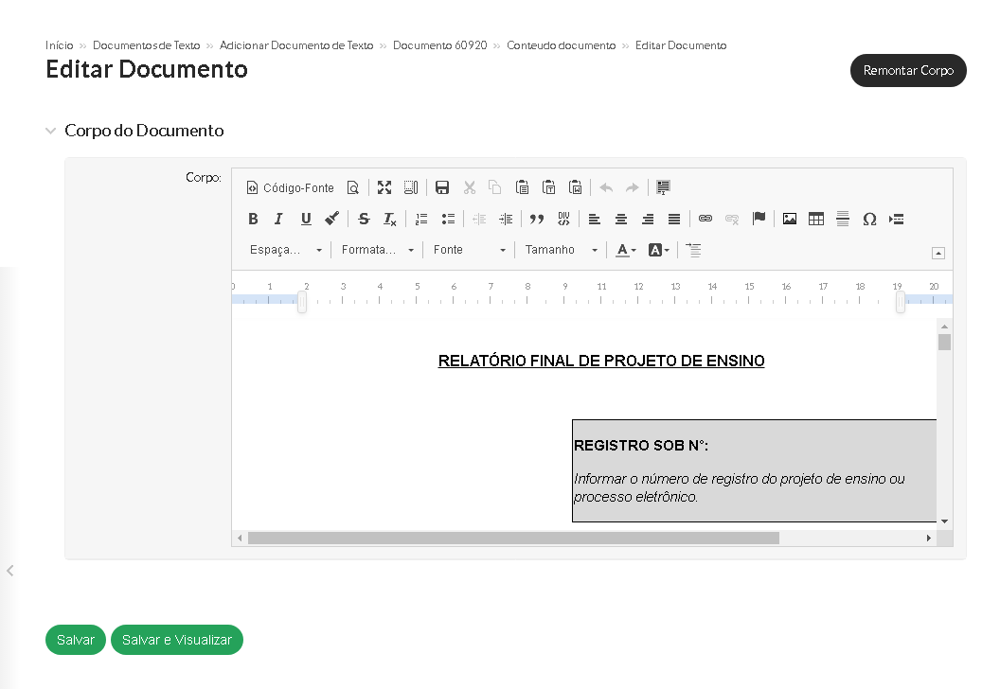 Início » Documentos de Texto » Adicionar Documento de Texto » Documento 60920 » Conteudo documento » Editar Documento
Editar Documento
Remontar Corpo
Corpo do Documento
Corpo:
Código-Fonte
Espaça...
Formata...
Fonte
Tamanho
0 1 2 3 4 5 6 7 8 9 11 12 13 14 15 16 17 18 19 20
RELATÓRIO FINAL DE PROJETO DE ENSINO
REGISTRO SOB N°:
Informar o número de registro do projeto de ensino ou
processo eletrônico.
Salvar
Salvar e Visualizar